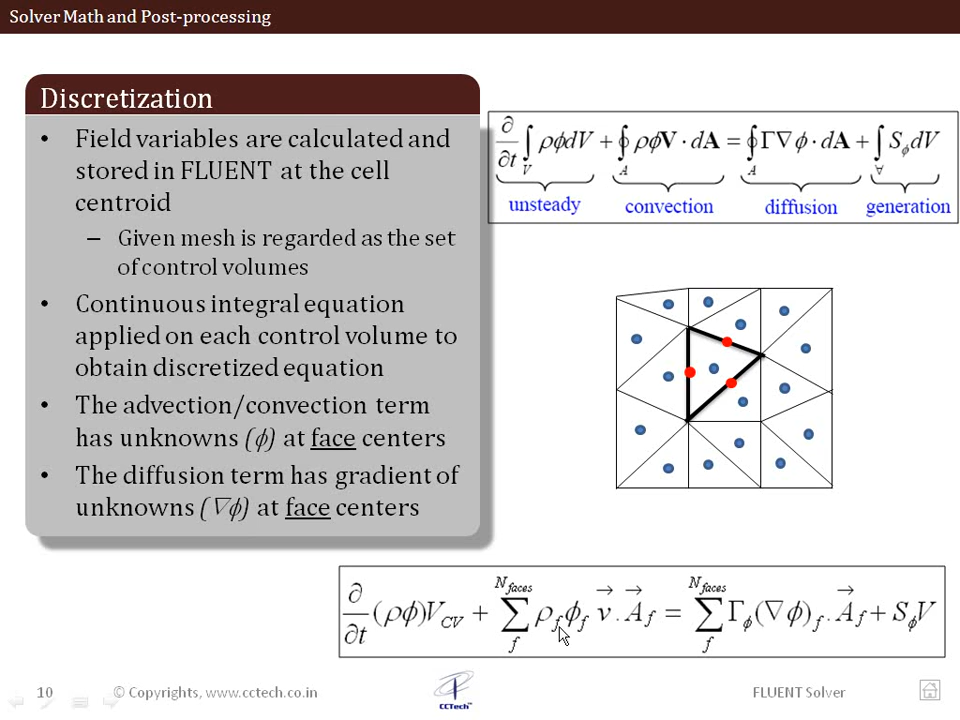 Solver Math and Post-processing
Discretization
• Field variables are calculated and
stored in FLUENT at the cell
centroid
– Given mesh is regarded as the set
of control volumes
• Continuous integral equation
applied on each control volume to
obtain discretized equation
• The advection/convection term
has unknowns (ϕ) at face centers
• The diffusion term has gradient of
unknowns (∇ϕ) at face centers
∂/∂t ∫_V ρϕdV + ∮_A ρϕV · dA = ∮_A Γ∇ϕ · dA + ∫_∀ S_ϕ dV
unsteady convection diffusion generation
∂/∂t (ρϕ)V_CV + Σ_f^{N_faces} ρ_f ϕ_f v⃗ . A⃗_f = Σ_f^{N_faces} Γ_ϕ (∇ϕ)_f . A⃗_f + S_ϕ V
10 © Copyrights, www.cctech.co.in CCTech™ FLUENT Solver